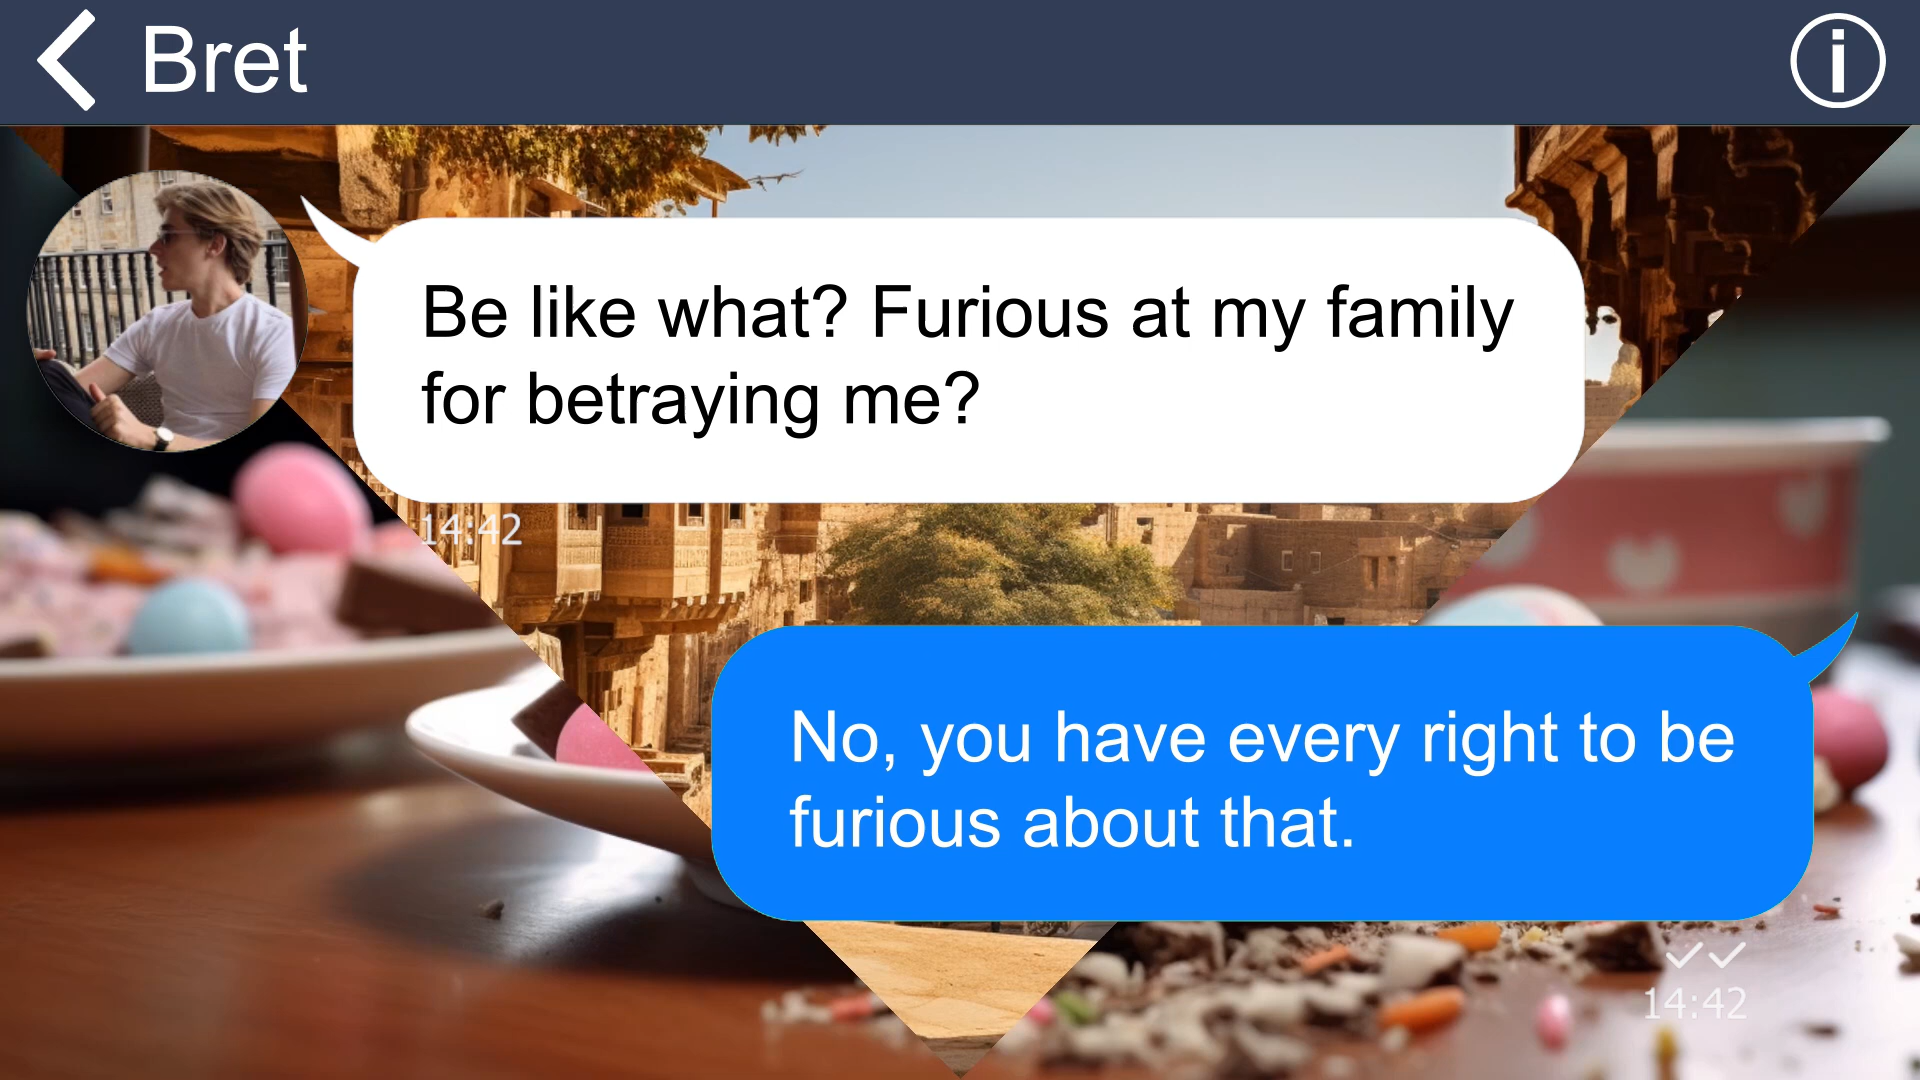 Bret
Be like what? Furious at my family
for betraying me?
14:42
No, you have every right to be
furious about that.
14:42